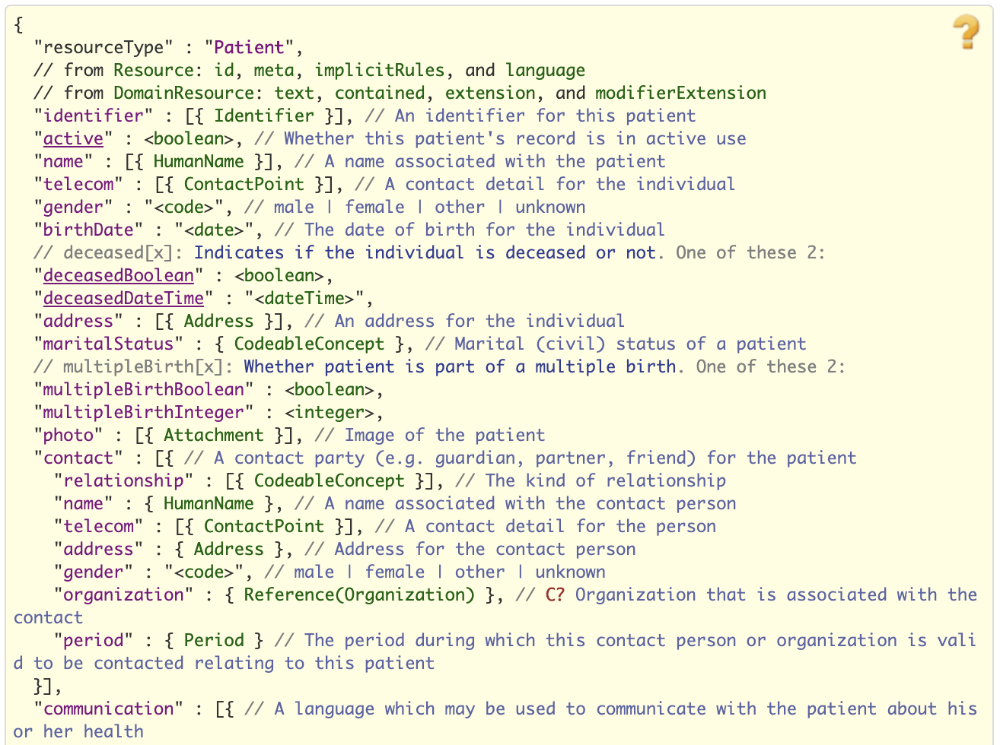 {
  "resourceType" : "Patient",
  // from Resource: id, meta, implicitRules, and language
  // from DomainResource: text, contained, extension, and modifierExtension
  "identifier" : [{ Identifier }], // An identifier for this patient
  "active" : <boolean>, // Whether this patient's record is in active use
  "name" : [{ HumanName }], // A name associated with the patient
  "telecom" : [{ ContactPoint }], // A contact detail for the individual
  "gender" : "<code>", // male | female | other | unknown
  "birthDate" : "<date>", // The date of birth for the individual
  // deceased[x]: Indicates if the individual is deceased or not. One of these 2:
  "deceasedBoolean" : <boolean>,
  "deceasedDateTime" : "<dateTime>",
  "address" : [{ Address }], // An address for the individual
  "maritalStatus" : { CodeableConcept }, // Marital (civil) status of a patient
  // multipleBirth[x]: Whether patient is part of a multiple birth. One of these 2:
  "multipleBirthBoolean" : <boolean>,
  "multipleBirthInteger" : <integer>,
  "photo" : [{ Attachment }], // Image of the patient
  "contact" : [{ // A contact party (e.g. guardian, partner, friend) for the patient
    "relationship" : [{ CodeableConcept }], // The kind of relationship
    "name" : { HumanName }, // A name associated with the contact person
    "telecom" : [{ ContactPoint }], // A contact detail for the person
    "address" : { Address }, // Address for the contact person
    "gender" : "<code>", // male | female | other | unknown
    "organization" : { Reference(Organization) }, // C? Organization that is associated with the
contact
    "period" : { Period } // The period during which this contact person or organization is vali
d to be contacted relating to this patient
  }],
  "communication" : [{ // A language which may be used to communicate with the patient about his
or her health